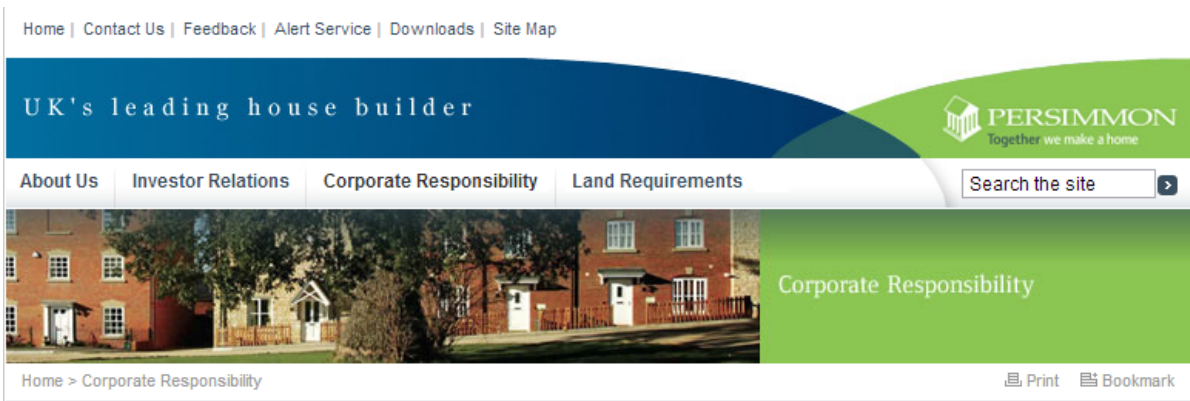 Home | Contact Us | Feedback | Alert Service | Downloads | Site Map
UK's leading house builder
PERSIMMON
Together we make a home
About Us Investor Relations Corporate Responsibility Land Requirements
Search the site
Corporate Responsibility
Home > Corporate Responsibility
Print Bookmark